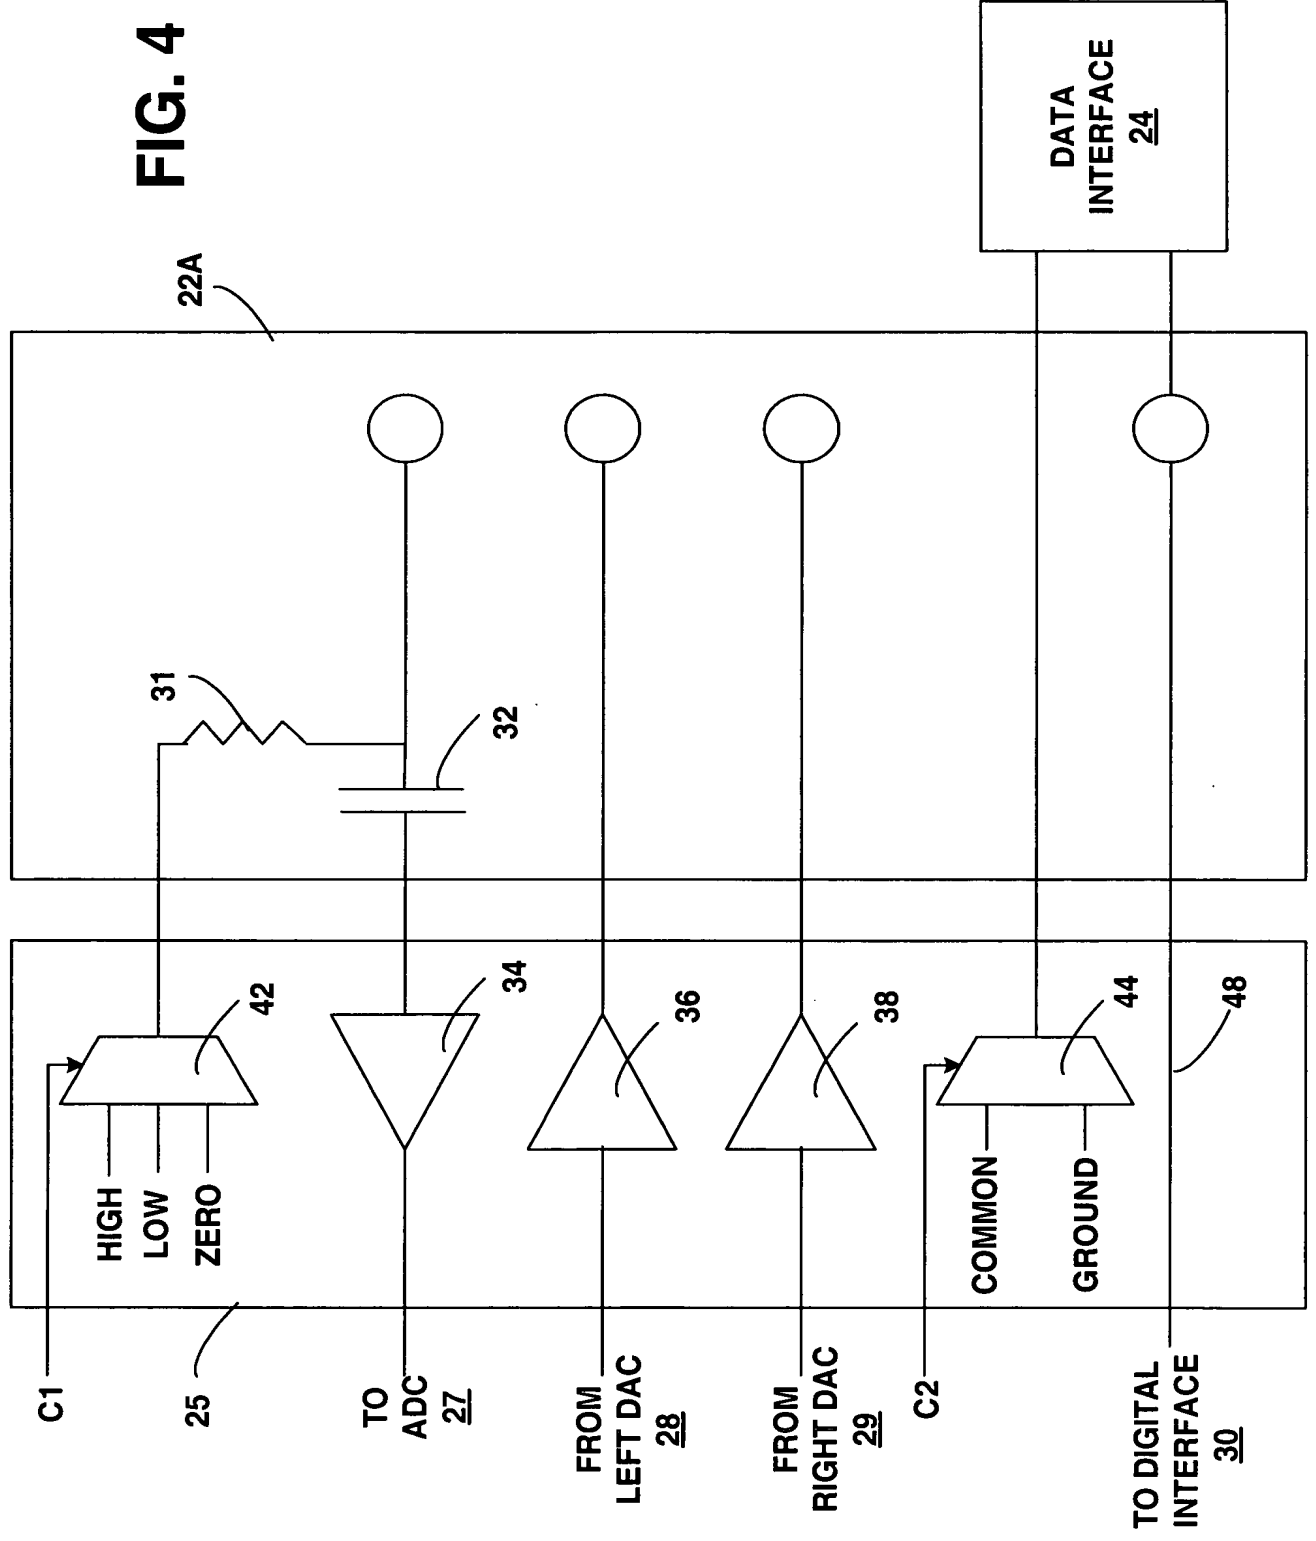 FIG. 4
22A
DATA
INTERFACE
24
31
32
42
34
36
38
44
48
HIGH
LOW
ZERO
COMMON
GROUND
C1
25
TO
ADC
27
FROM
LEFT DAC
28
FROM
RIGHT DAC
29
C2
TO DIGITAL
INTERFACE
30